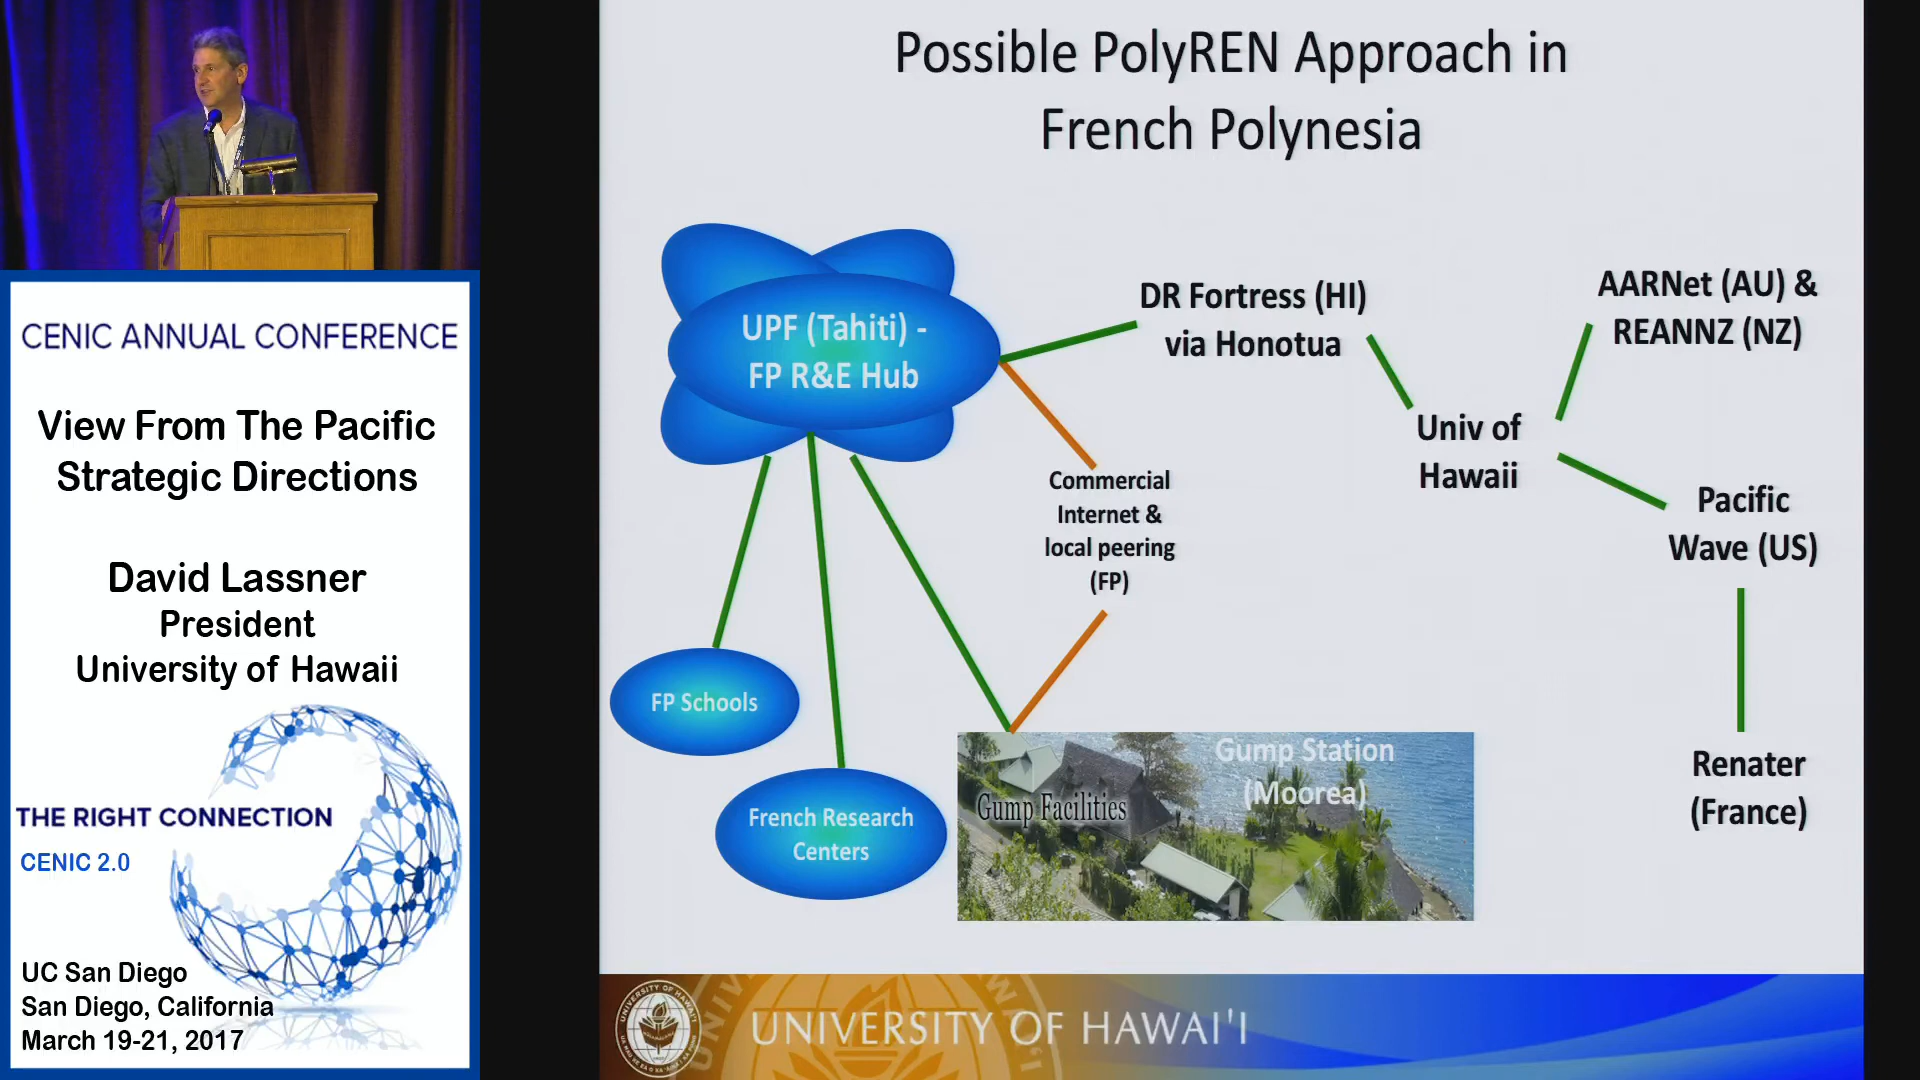 CENIC ANNUAL CONFERENCE
View From The Pacific
Strategic Directions
David Lassner
President
University of Hawaii
THE RIGHT CONNECTION
CENIC 2.0
UC San Diego
San Diego, California
March 19-21, 2017
Possible PolyREN Approach in
French Polynesia
UPF (Tahiti) -
FP R&E Hub
DR Fortress (HI)
via Honotua
AARNet (AU) &
REANNZ (NZ)
Univ of
Hawaii
Commercial
Internet &
local peering
(FP)
Pacific
Wave (US)
FP Schools
French Research
Centers
Gump Station
(Moorea)
Gump Facilities
Renater
(France)
UNIVERSITY OF HAWAI'I